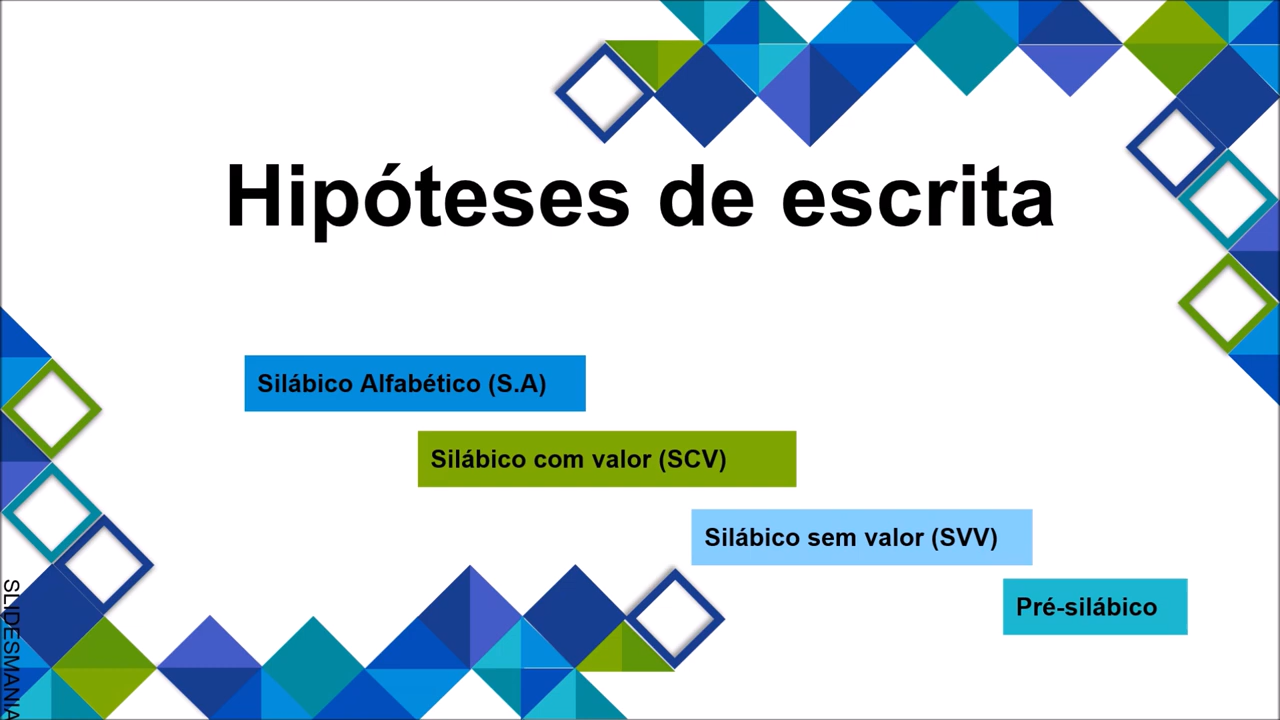 Hipóteses de escrita
Silábico Alfabético (S.A)
Silábico com valor (SCV)
Silábico sem valor (SVV)
Pré-silábico
SLIDESMANIA